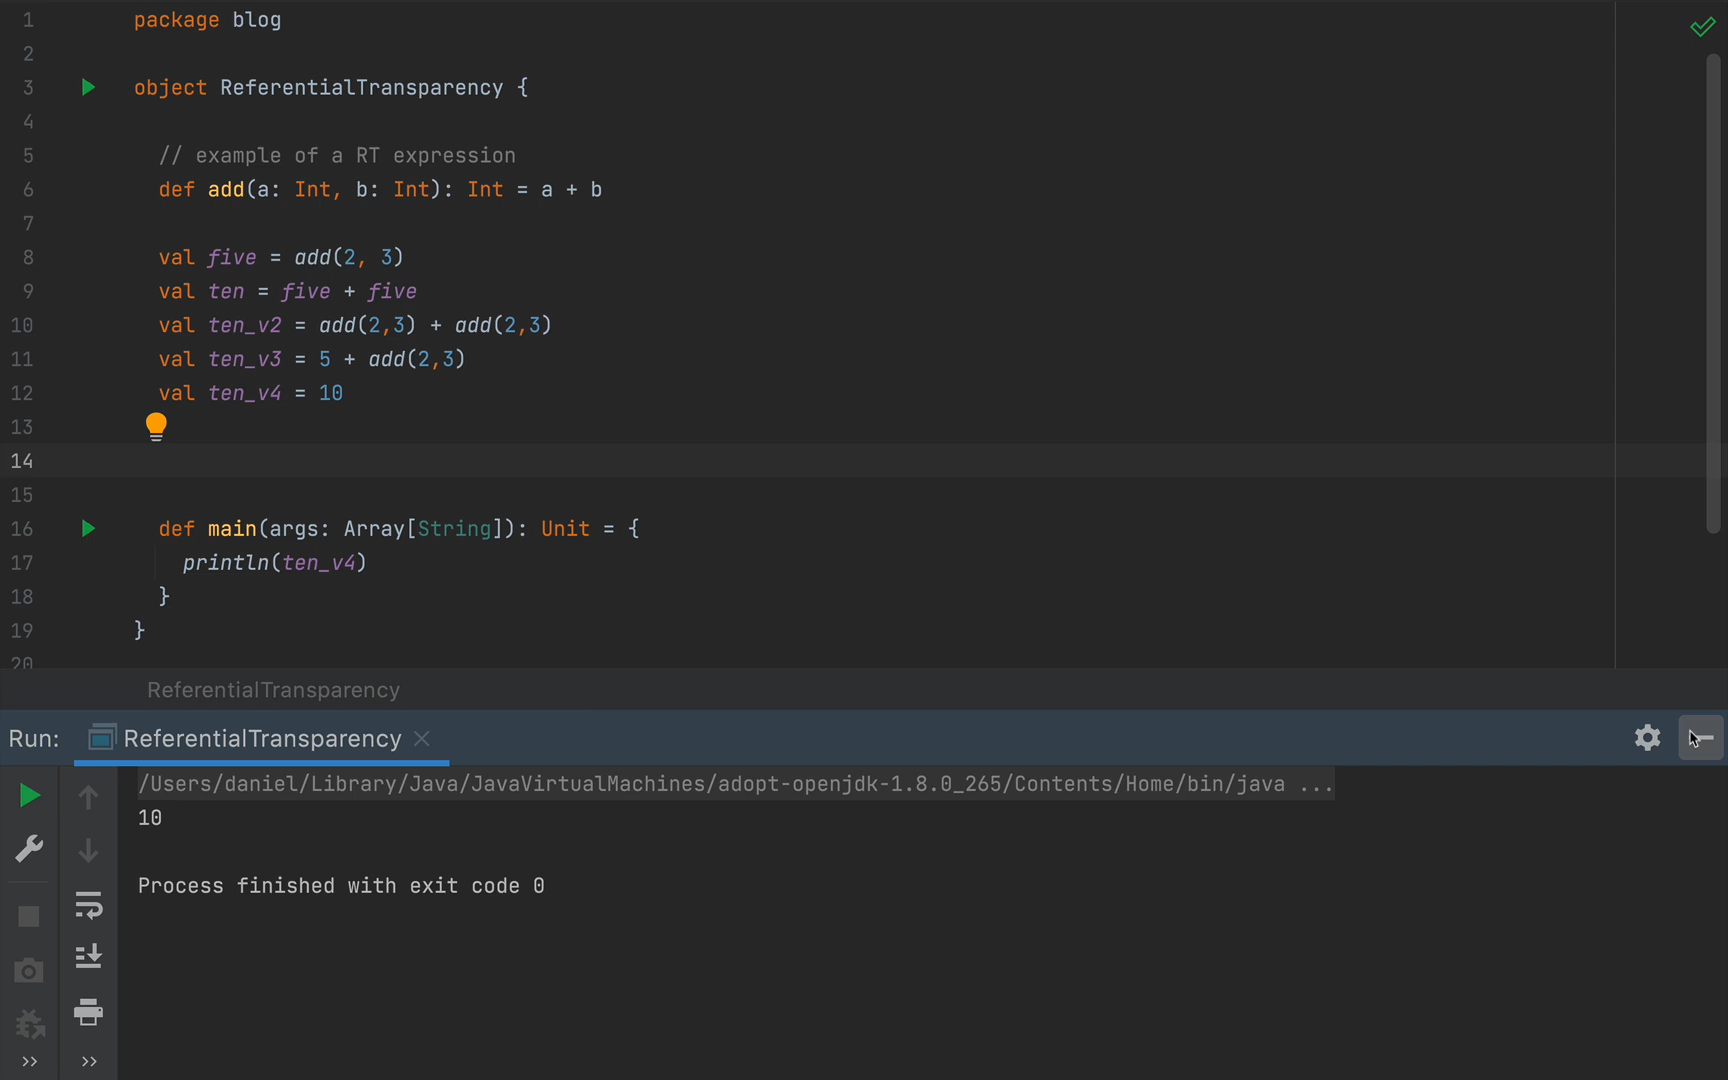 1 package blog
2
3 object ReferentialTransparency {
4
5 // example of a RT expression
6 def add(a: Int, b: Int): Int = a + b
7
8 val five = add(2, 3)
9 val ten = five + five
10 val ten_v2 = add(2,3) + add(2,3)
11 val ten_v3 = 5 + add(2,3)
12 val ten_v4 = 10
13
14
15
16 def main(args: Array[String]): Unit = {
17 println(ten_v4)
18 }
19 }
20
ReferentialTransparency
Run: ReferentialTransparency
/Users/daniel/Library/Java/JavaVirtualMachines/adopt-openjdk-1.8.0_265/Contents/Home/bin/java ...
10
Process finished with exit code 0